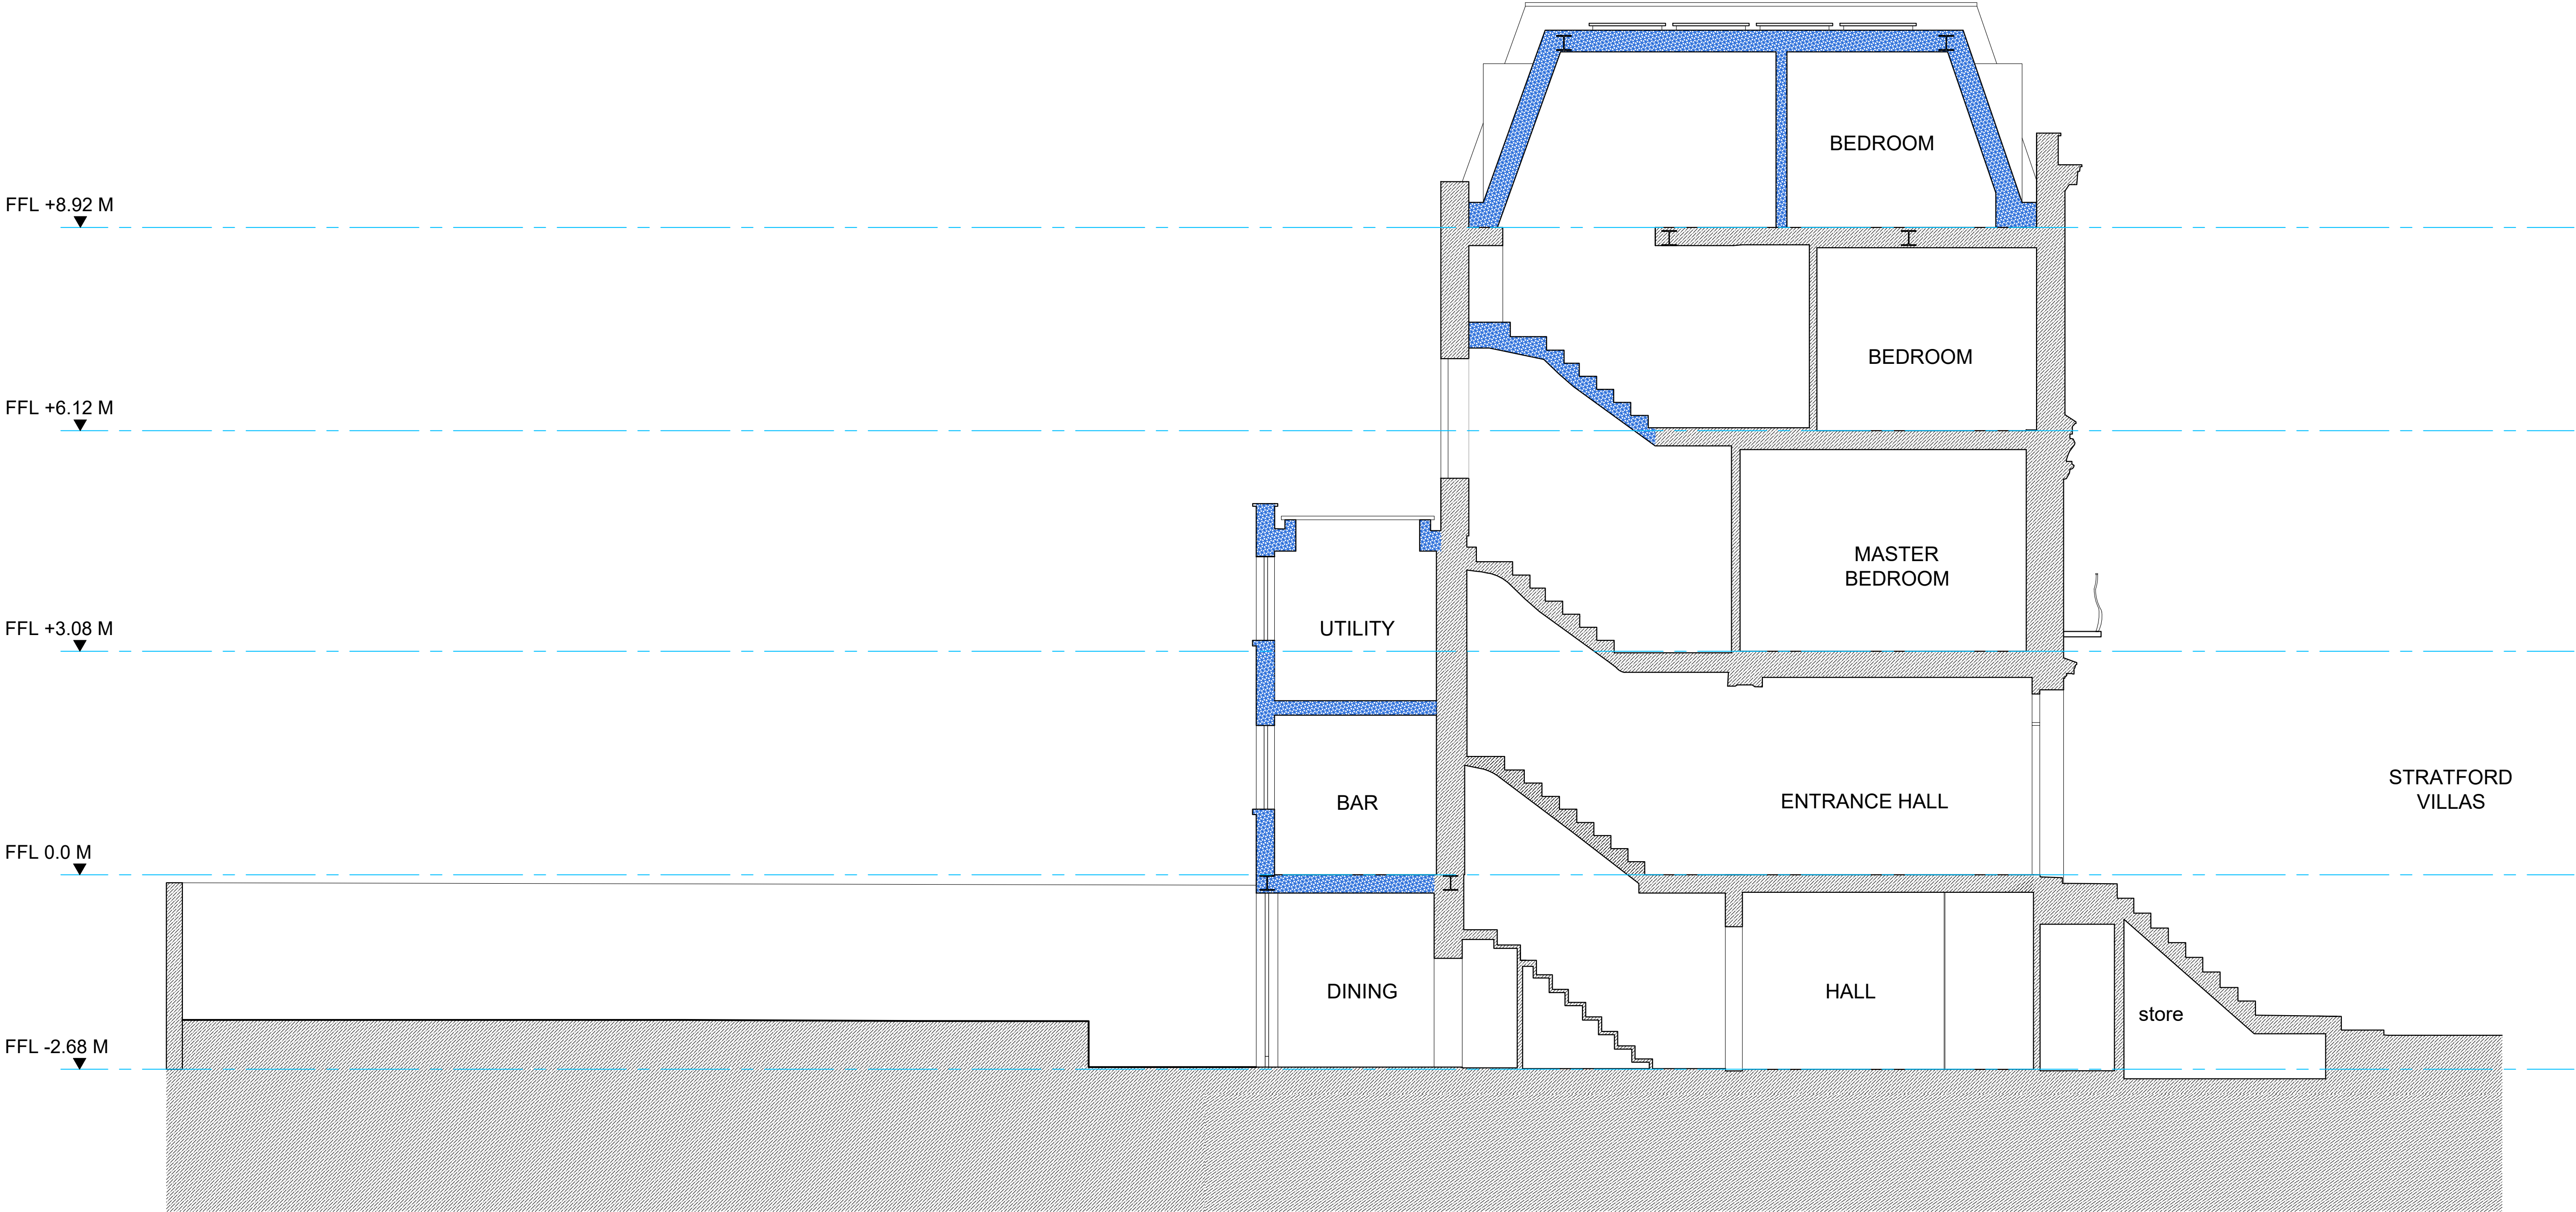 BEDROOM
FFL +8.92 M
BEDROOM
FFL +6.12 M
MASTER
BEDROOM
UTILITY
FFL +3.08 M
STRATFORD
VILLAS
BAR
ENTRANCE HALL
FFL 0.0 M
DINING
HALL
store
FFL -2.68 M